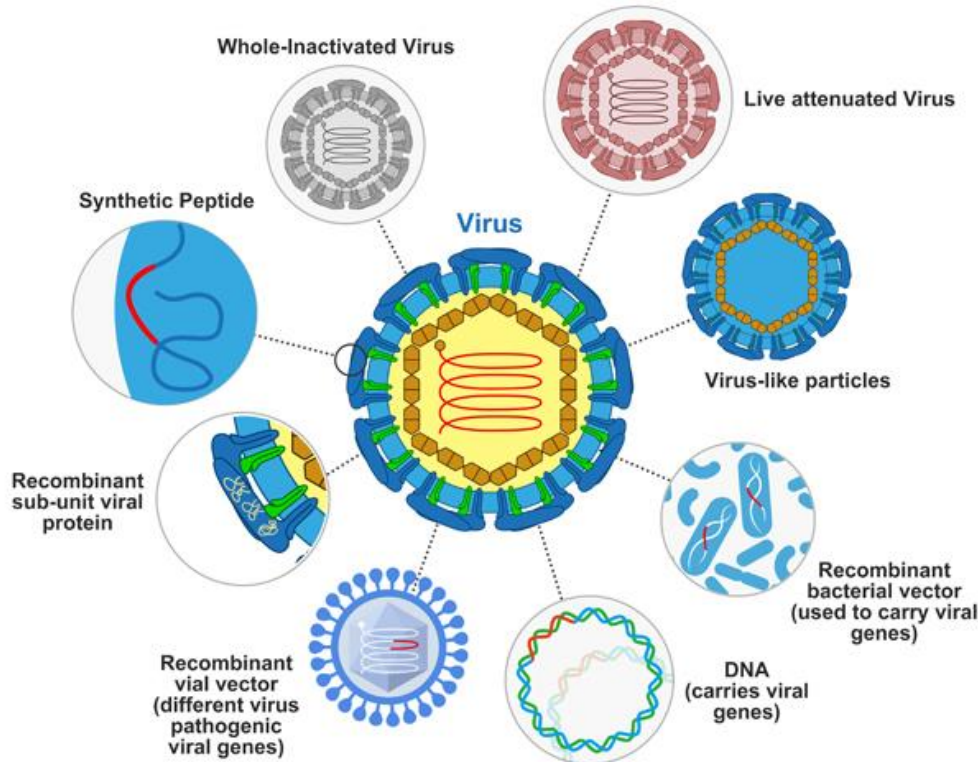 Whole-Inactivated Virus
Live attenuated Virus
Synthetic Peptide
Virus
Virus-like particles
Recombinant
sub-unit viral
protein
Recombinant
bacterial vector
(used to carry viral
genes)
Recombinant
vial vector
(different virus
pathogenic
viral genes)
DNA
(carries viral
genes)